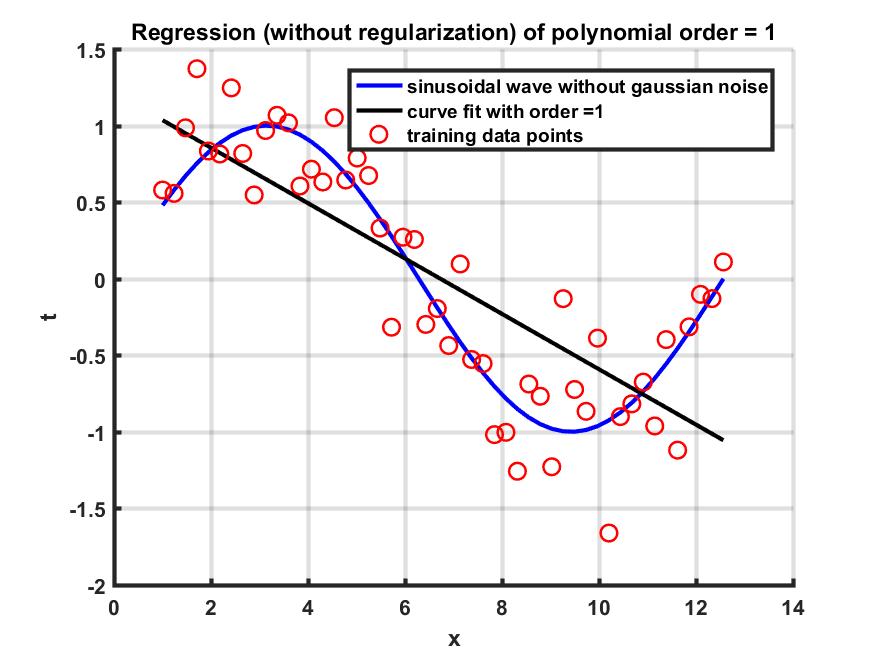 Regression (without regularization) of polynomial order = 1
sinusoidal wave without gaussian noise
curve fit with order =1
training data points
1.5
1
0.5
0
-0.5
-1
-1.5
-2
t
0 2 4 6 8 10 12 14
x